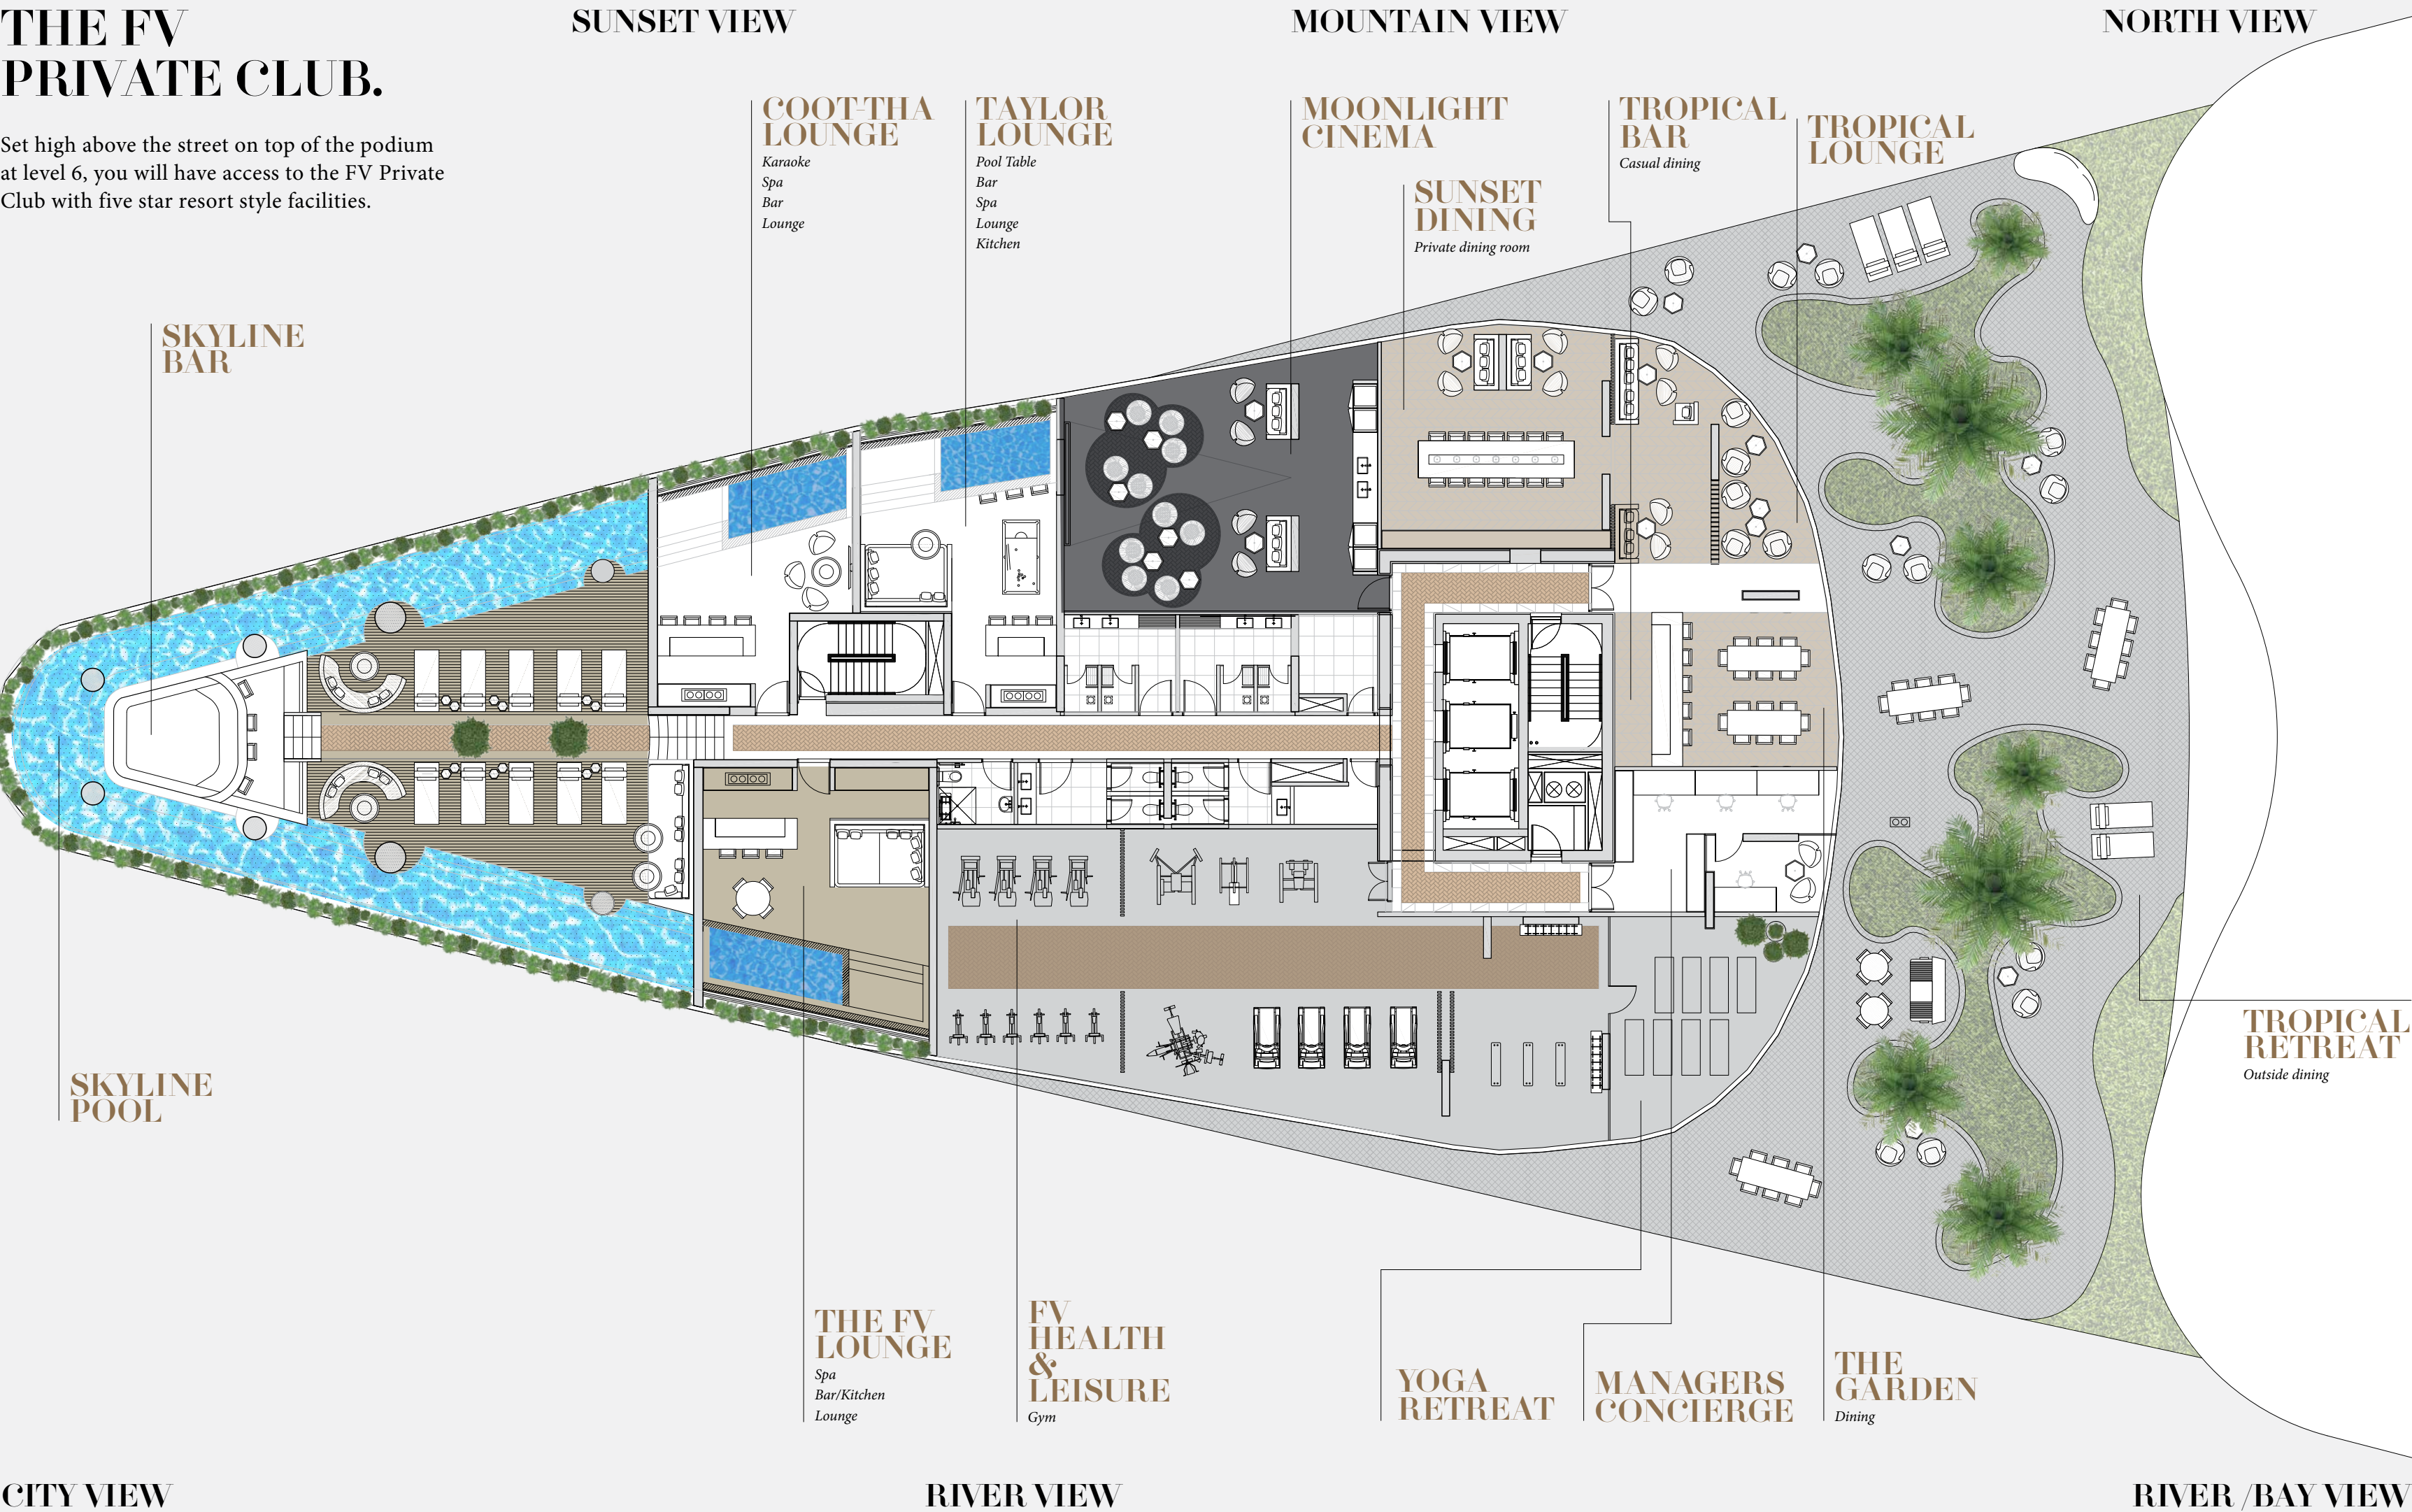 THE FV
PRIVATE CLUB.
Set high above the street on top of the podium
at level 6, you will have access to the FV Private
Club with five star resort style facilities.
SUNSET VIEW
MOUNTAIN VIEW
NORTH VIEW
SKYLINE
BAR
COOT-THA
LOUNGE
Karaoke
Spa
Bar
Lounge
TAYLOR
LOUNGE
Pool Table
Bar
Spa
Lounge
Kitchen
MOONLIGHT
CINEMA
SUNSET
DINING
Private dining room
TROPICAL
BAR
Casual dining
TROPICAL
LOUNGE
SKYLINE
POOL
THE FV
LOUNGE
Spa
Bar/Kitchen
Lounge
FV
HEALTH
&
LEISURE
Gym
YOGA
RETREAT
MANAGERS
CONCIERGE
THE
GARDEN
Dining
TROPICAL
RETREAT
Outside dining
CITY VIEW
RIVER VIEW
RIVER /BAY VIEW